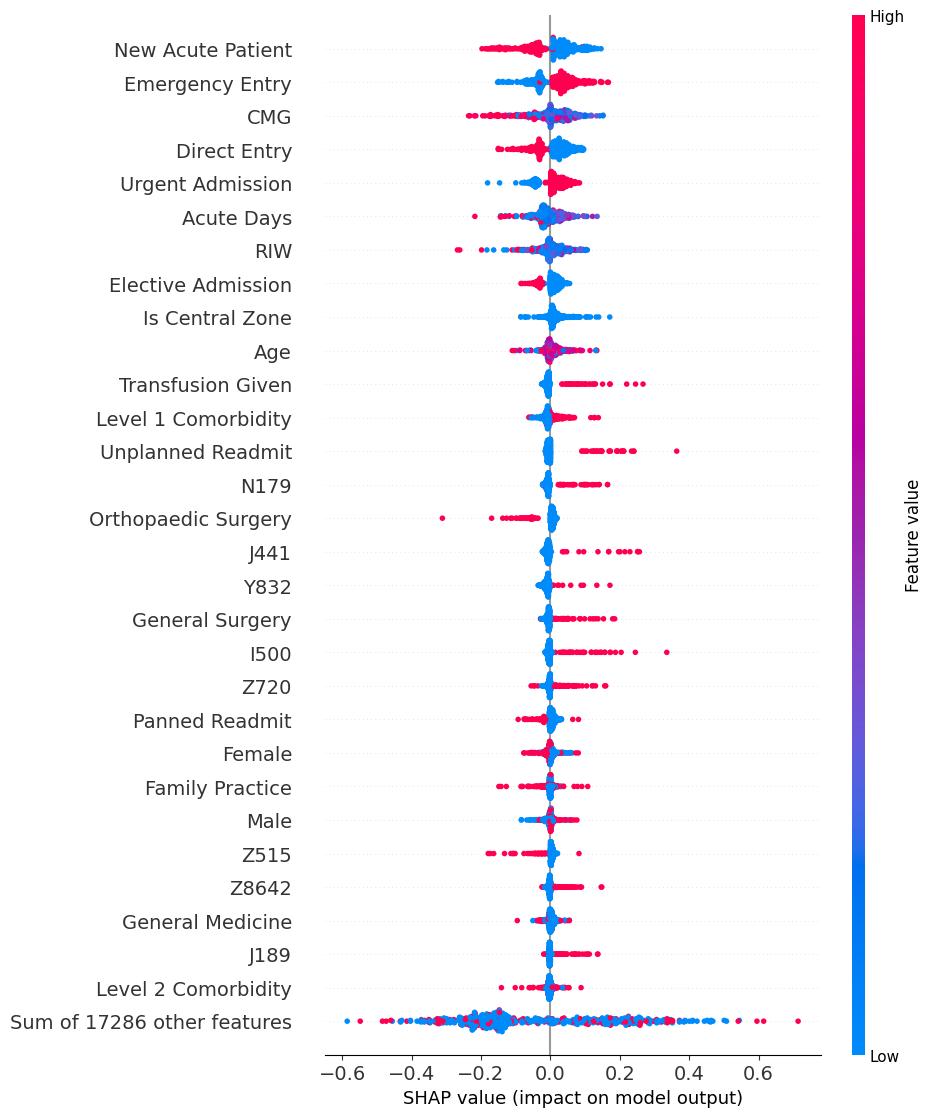 High
New Acute Patient
Emergency Entry
CMG
Direct Entry
Urgent Admission
Acute Days
RIW
Elective Admission
Is Central Zone
Age
Transfusion Given
Level 1 Comorbidity
Unplanned Readmit
N179
Orthopaedic Surgery
J441
Y832
General Surgery
I500
Z720
Panned Readmit
Female
Family Practice
Male
Z515
Z8642
General Medicine
J189
Level 2 Comorbidity
Sum of 17286 other features
Feature value
Low
−0.6 −0.4 −0.2 0.0 0.2 0.4 0.6
SHAP value (impact on model output)